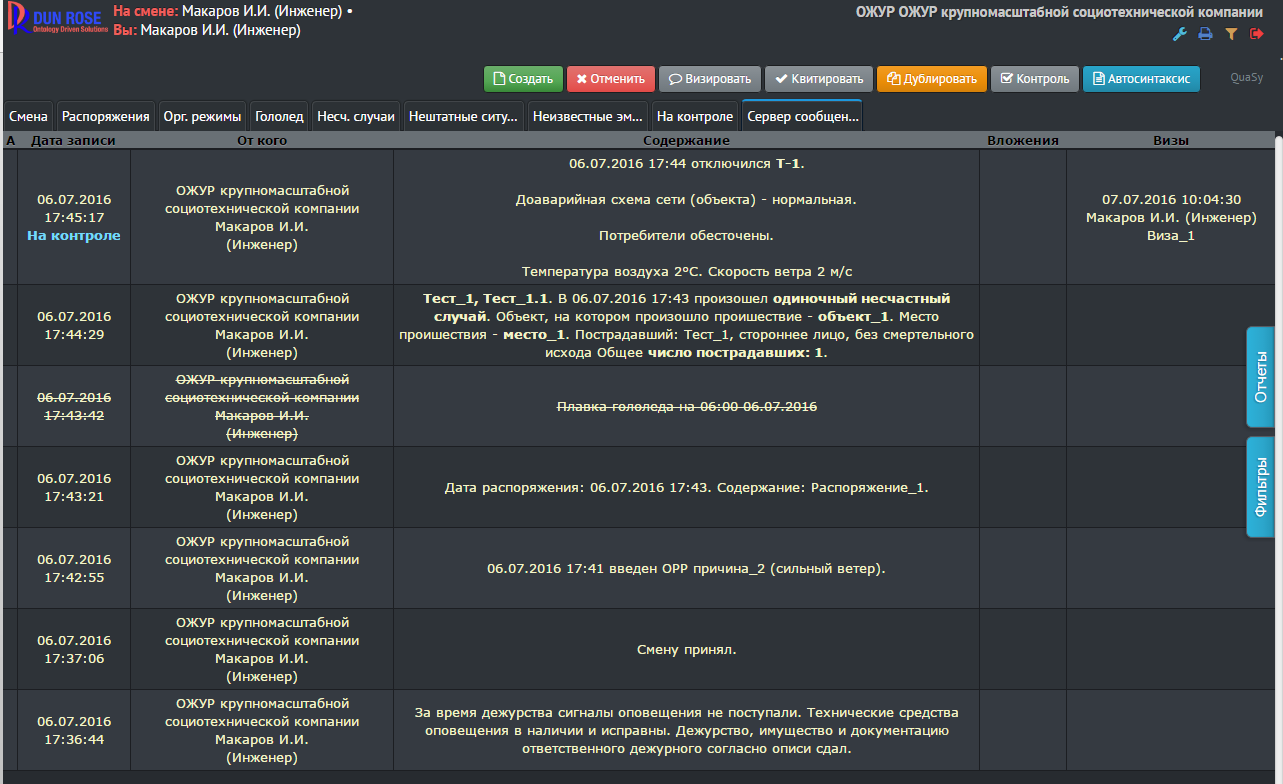 DUN ROSE
Ontology Driven Solutions
На смене: Макаров И.И. (Инженер) •
Вы: Макаров И.И. (Инженер)
ОЖУР ОЖУР крупномасштабной социотехнической компании
Создать Отменить Визировать Квитировать Дублировать Контроль Автосинтаксис QuaSy
Смена Распоряжения Орг. режимы Гололед Несч. случаи Нештатные ситу... Неизвестные эм... На контроле Сервер сообщен...
А Дата записи От кого Содержание Вложения Визы
06.07.2016
17:45:17
На контроле
ОЖУР крупномасштабной
социотехнической компании
Макаров И.И.
(Инженер)
06.07.2016 17:44 отключился Т-1.
Доаварийная схема сети (объекта) - нормальная.
Потребители обесточены.
Температура воздуха 2°С. Скорость ветра 2 м/с
07.07.2016 10:04:30
Макаров И.И. (Инженер)
Виза_1
06.07.2016
17:44:29
ОЖУР крупномасштабной
социотехнической компании
Макаров И.И.
(Инженер)
Тест_1, Тест_1.1. В 06.07.2016 17:43 произошел одиночный несчастный
случай. Объект, на котором произошло проишествие - объект_1. Место
проишествия - место_1. Пострадавший: Тест_1, стороннее лицо, без смертельного
исхода Общее число пострадавших: 1.
06.07.2016
17:43:42
ОЖУР крупномасштабной
социотехнической компании
Макаров И.И.
(Инженер)
Плавка гололеда на 06:00 06.07.2016
06.07.2016
17:43:21
ОЖУР крупномасштабной
социотехнической компании
Макаров И.И.
(Инженер)
Дата распоряжения: 06.07.2016 17:43. Содержание: Распоряжение_1.
06.07.2016
17:42:55
ОЖУР крупномасштабной
социотехнической компании
Макаров И.И.
(Инженер)
06.07.2016 17:41 введен ОРР причина_2 (сильный ветер).
06.07.2016
17:37:06
ОЖУР крупномасштабной
социотехнической компании
Макаров И.И.
(Инженер)
Смену принял.
06.07.2016
17:36:44
ОЖУР крупномасштабной
социотехнической компании
Макаров И.И.
(Инженер)
За время дежурства сигналы оповещения не поступали. Технические средства
оповещения в наличии и исправны. Дежурство, имущество и документацию
ответственного дежурного согласно описи сдал.
Отчеты
Фильтры